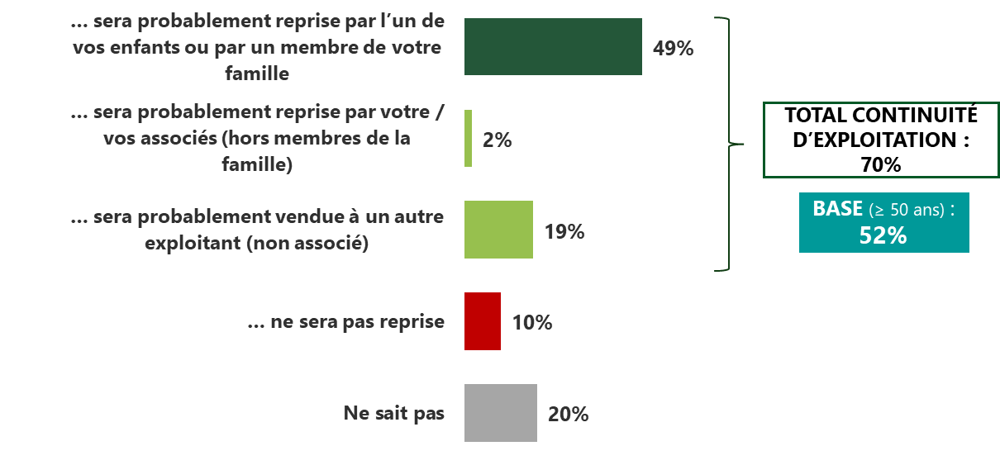 … sera probablement reprise par l’un de
vos enfants ou par un membre de votre
famille
49%
… sera probablement reprise par votre /
vos associés (hors membres de la
famille)
2%
… sera probablement vendue à un autre
exploitant (non associé)
19%
… ne sera pas reprise
10%
Ne sait pas
20%
TOTAL CONTINUITÉ
D’EXPLOITATION :
70%
BASE (≥ 50 ans) :
52%